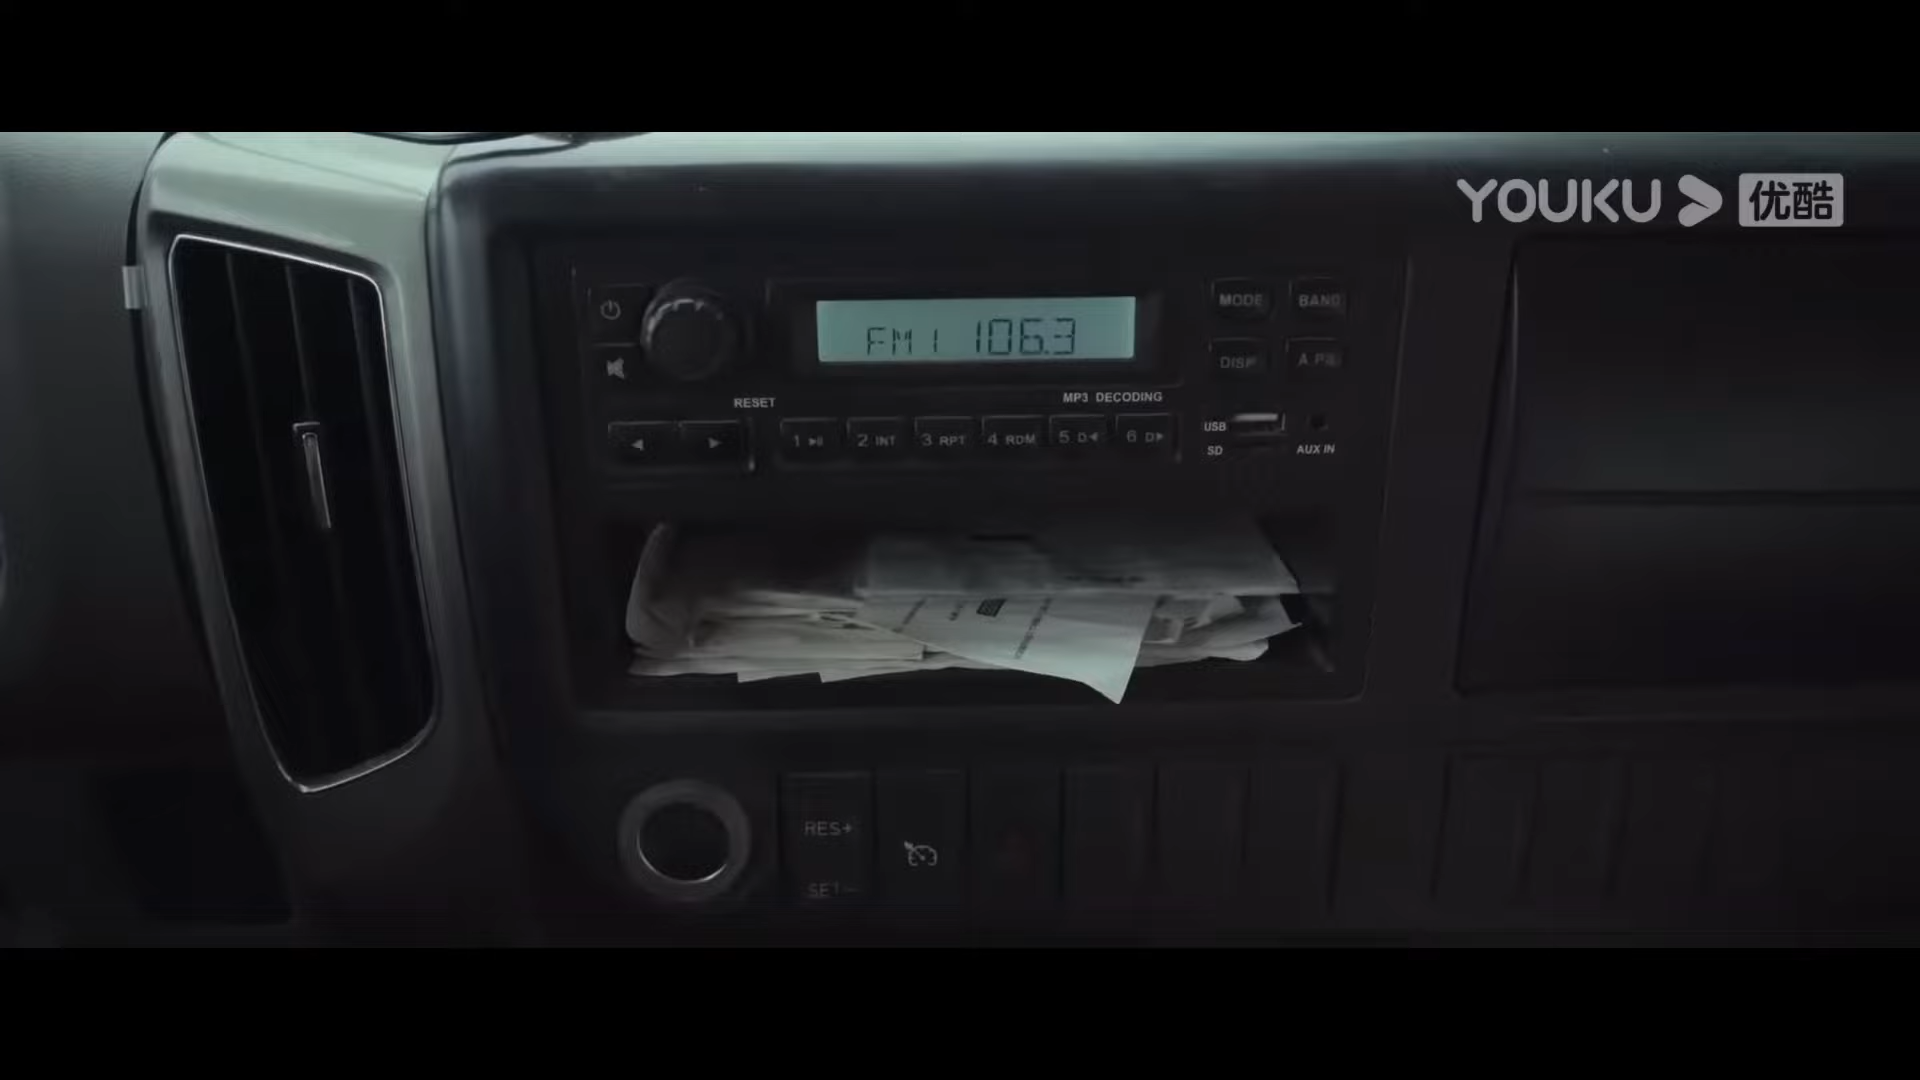 YOUKU 优酷
FM1 106.3
MODE BAND
DISP A.PS
RESET
MP3 DECODING
1 2 INT 3 RPT 4 RDM 5 D 6 D
USB
SD
AUX IN
RES+
SET-